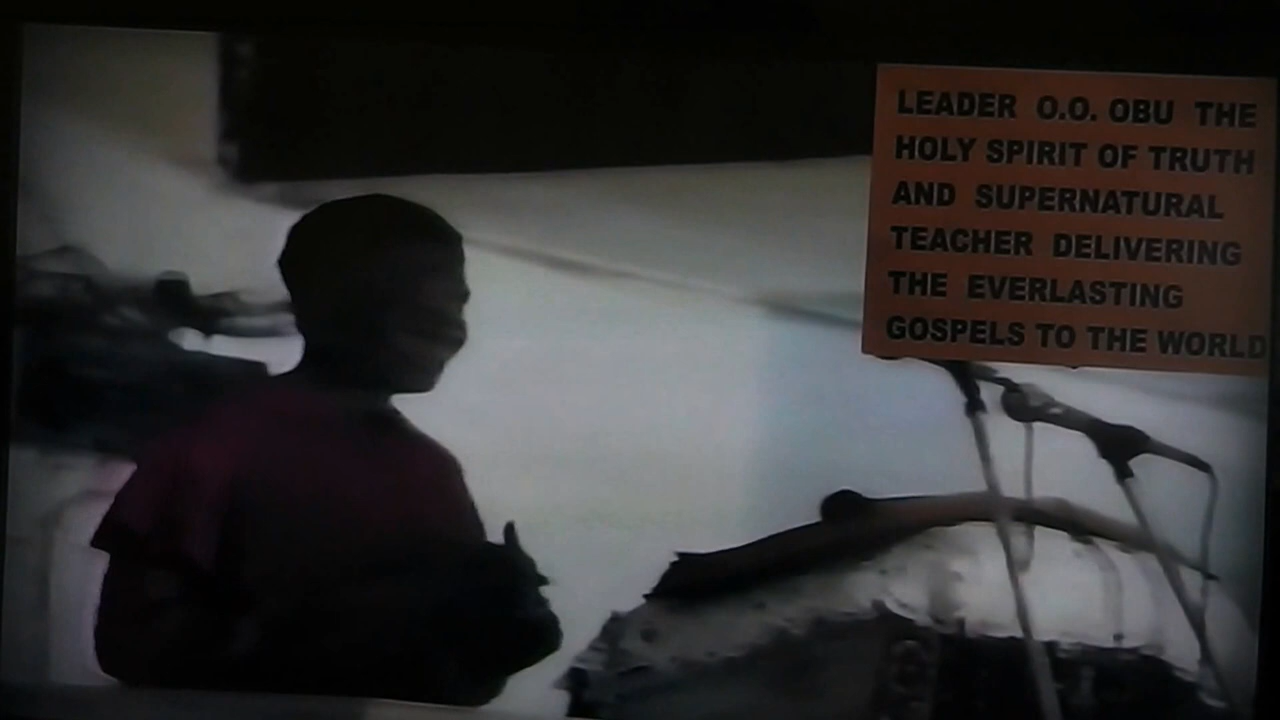 LEADER O.O. OBU THE
HOLY SPIRIT OF TRUTH
AND SUPERNATURAL
TEACHER DELIVERING
THE EVERLASTING
GOSPELS TO THE WORLD